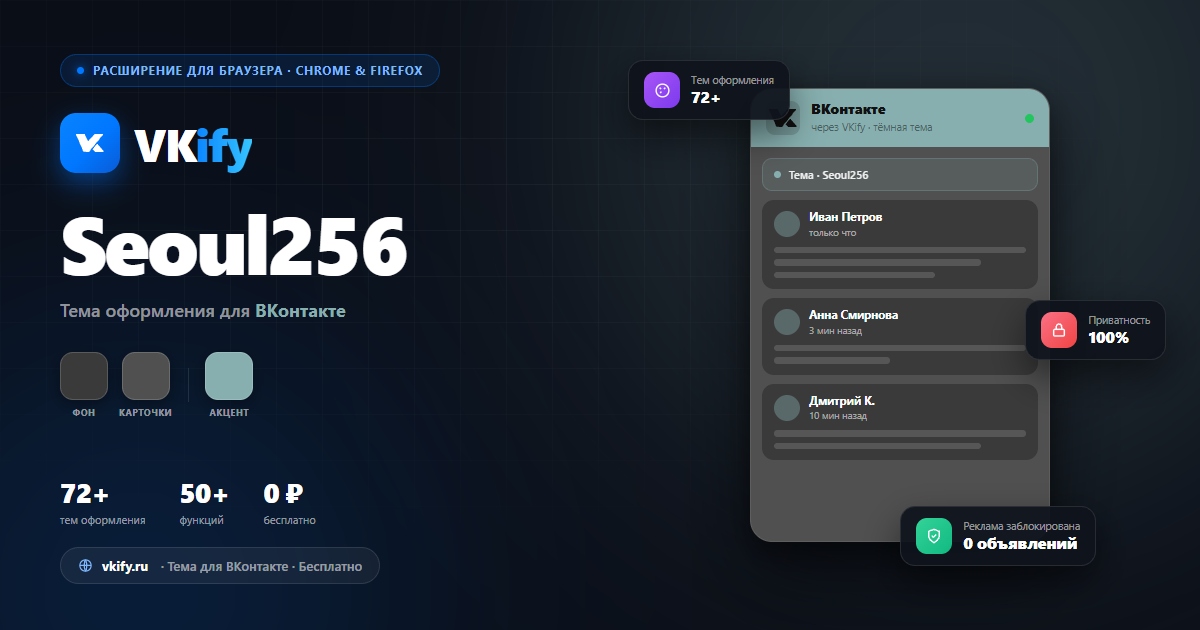 РАСШИРЕНИЕ ДЛЯ БРАУЗЕРА · CHROME & FIREFOX
VKify
Seoul256
Тема оформления для ВКонтакте
ФОН
КАРТОЧКИ
АКЦЕНТ
72+
тем оформления
50+
функций
0 ₽
бесплатно
vkify.ru · Тема для ВКонтакте · Бесплатно
Тем оформления
72+
ВКонтакте
через VKify · тёмная тема
Тема · Seoul256
Иван Петров
только что
Анна Смирнова
3 мин назад
Дмитрий К.
10 мин назад
Приватность
100%
Реклама заблокирована
0 объявлений